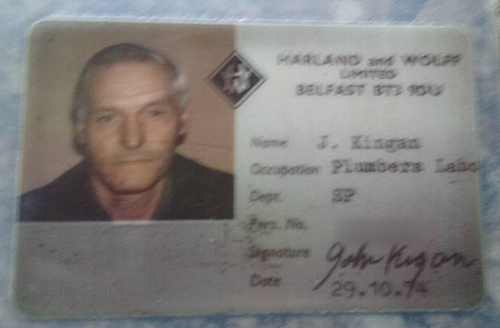 HARLAND and WOLFF
LIMITED
BELFAST BT3 9DU
Name J. Kingan
Occupation Plumbers Labo
Dept. SP
Pers. No.
Signature John Kingan
Date 29.10.74